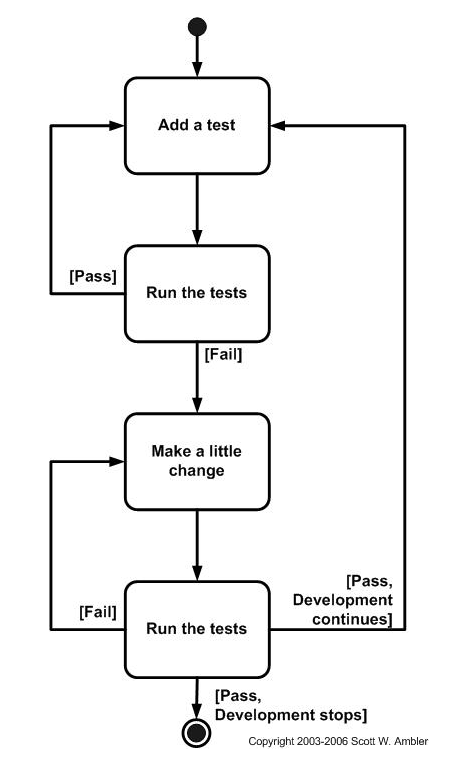 Add a test
[Pass]
Run the tests
[Fail]
Make a little
change
[Pass,
Development
continues]
[Fail]
Run the tests
[Pass,
Development stops]
Copyright 2003-2006 Scott W. Ambler